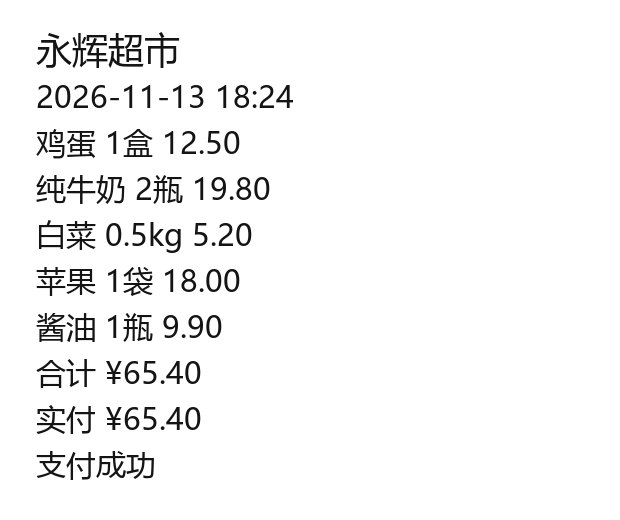 永辉超市
2026-11-13 18:24
鸡蛋 1盒 12.50
纯牛奶 2瓶 19.80
白菜 0.5kg 5.20
苹果 1袋 18.00
酱油 1瓶 9.90
合计 ¥65.40
实付 ¥65.40
支付成功